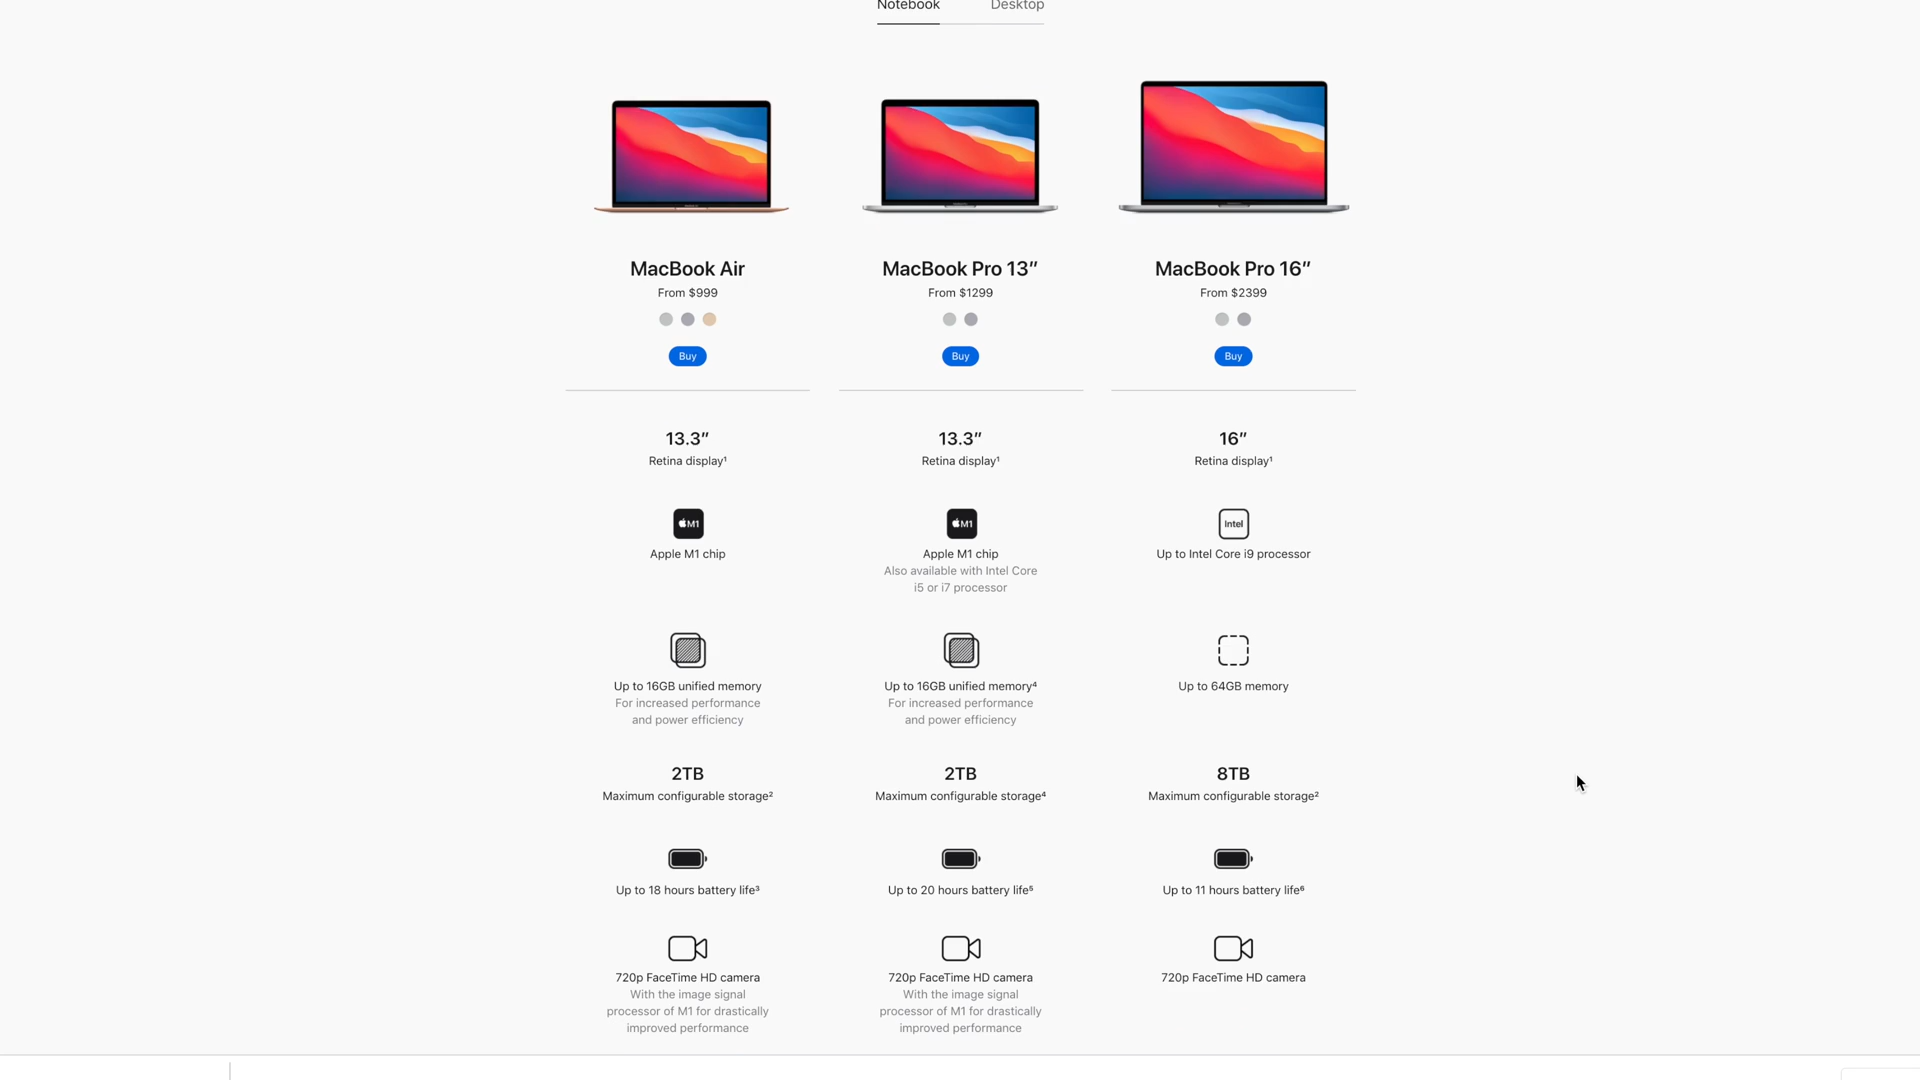 Notebook Desktop
MacBook Air MacBook Pro 13″ MacBook Pro 16″
From $999 From $1299 From $2399
Buy Buy Buy
13.3″ 13.3″ 16″
Retina display¹ Retina display¹ Retina display¹
M1 M1 Intel
Apple M1 chip Apple M1 chip Up to Intel Core i9 processor
Also available with Intel Core
i5 or i7 processor
Up to 16GB unified memory Up to 16GB unified memory⁴ Up to 64GB memory
For increased performance For increased performance
and power efficiency and power efficiency
2TB 2TB 8TB
Maximum configurable storage² Maximum configurable storage⁴ Maximum configurable storage²
Up to 18 hours battery life³ Up to 20 hours battery life⁵ Up to 11 hours battery life⁶
720p FaceTime HD camera 720p FaceTime HD camera 720p FaceTime HD camera
With the image signal With the image signal
processor of M1 for drastically processor of M1 for drastically
improved performance improved performance